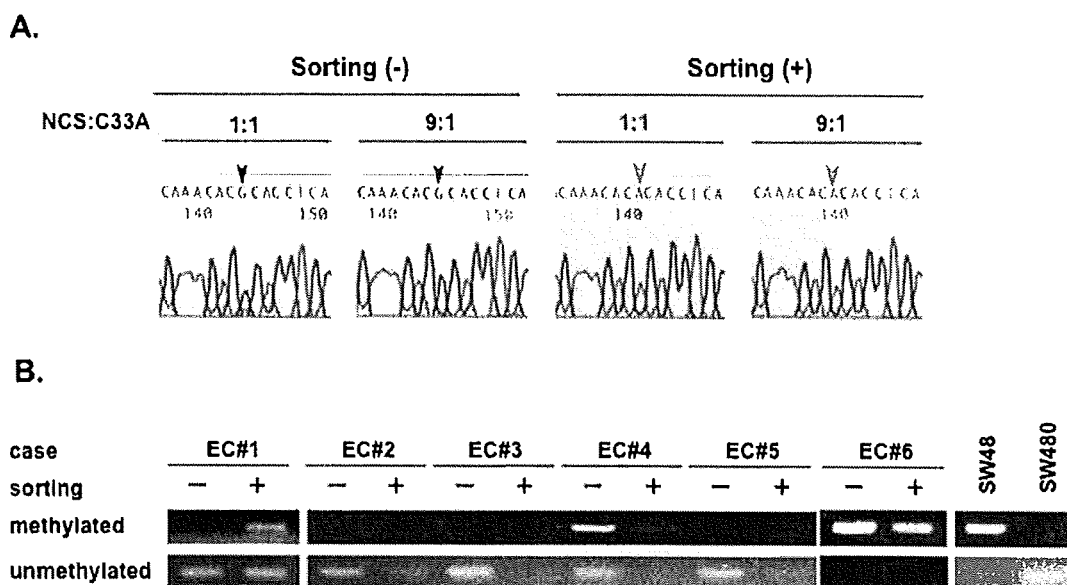 A.
Sorting (-) Sorting (+)
NCS:C33A 1:1 9:1 1:1 9:1
CAAACACGCACCTCA CAAACACGCACCTCA CAAACACACACCTCA CAAACACACACCTCA
140 150 140 150 140 140
B.
case EC#1 EC#2 EC#3 EC#4 EC#5 EC#6 SW48 SW480
sorting − + − + − + − + − + − +
methylated
unmethylated